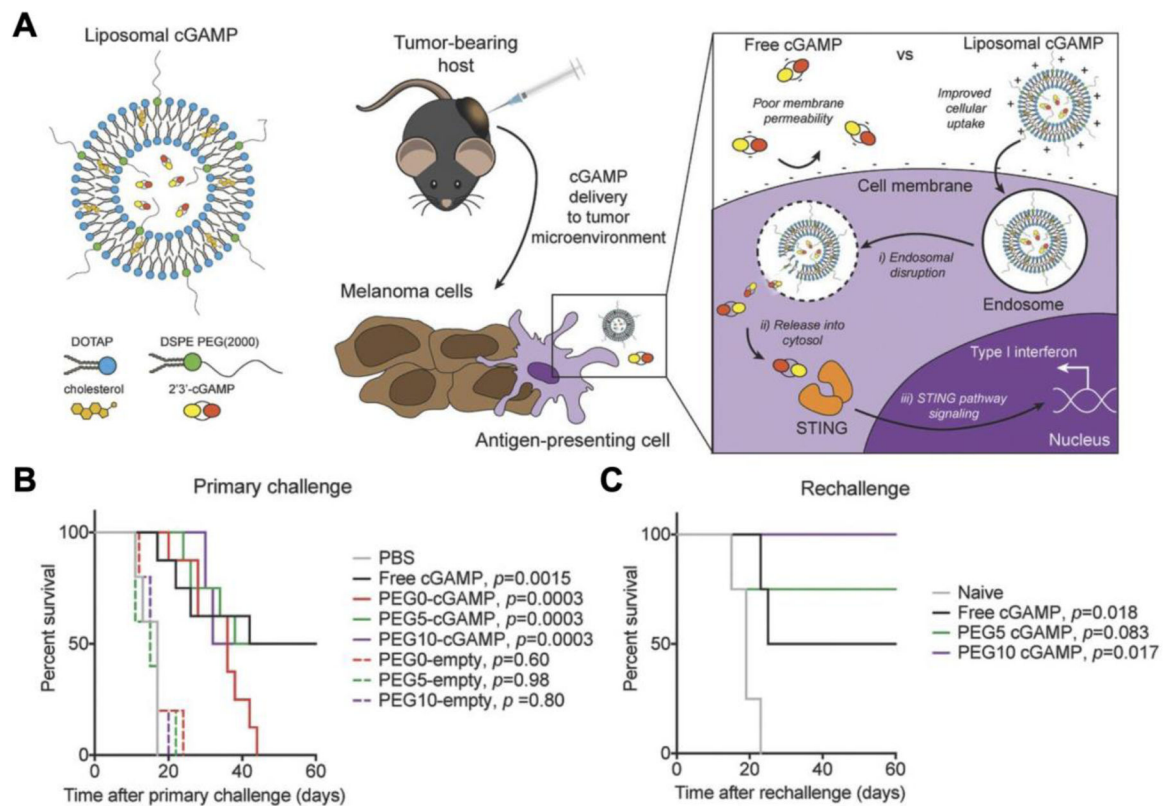 A
Liposomal cGAMP
DOTAP
DSPE PEG(2000)
cholesterol
2'3'-cGAMP
Tumor-bearing
host
cGAMP
delivery
to tumor
microenvironment
Melanoma cells
Antigen-presenting cell
Free cGAMP
vs
Liposomal cGAMP
Poor membrane
permeability
Improved
cellular
uptake
Cell membrane
i) Endosomal
disruption
Endosome
ii) Release into
cytosol
STING
Type I interferon
iii) STING pathway
signaling
Nucleus
B
Primary challenge
Percent survival
100
50
0
0 20 40 60
Time after primary challenge (days)
PBS
Free cGAMP, p=0.0015
PEG0-cGAMP, p=0.0003
PEG5-cGAMP, p=0.0003
PEG10-cGAMP, p=0.0003
PEG0-empty, p=0.60
PEG5-empty, p=0.98
PEG10-empty, p =0.80
C
Rechallenge
Percent survival
100
50
0
0 20 40 60
Time after rechallenge (days)
Naive
Free cGAMP, p=0.018
PEG5 cGAMP, p=0.083
PEG10 cGAMP, p=0.017